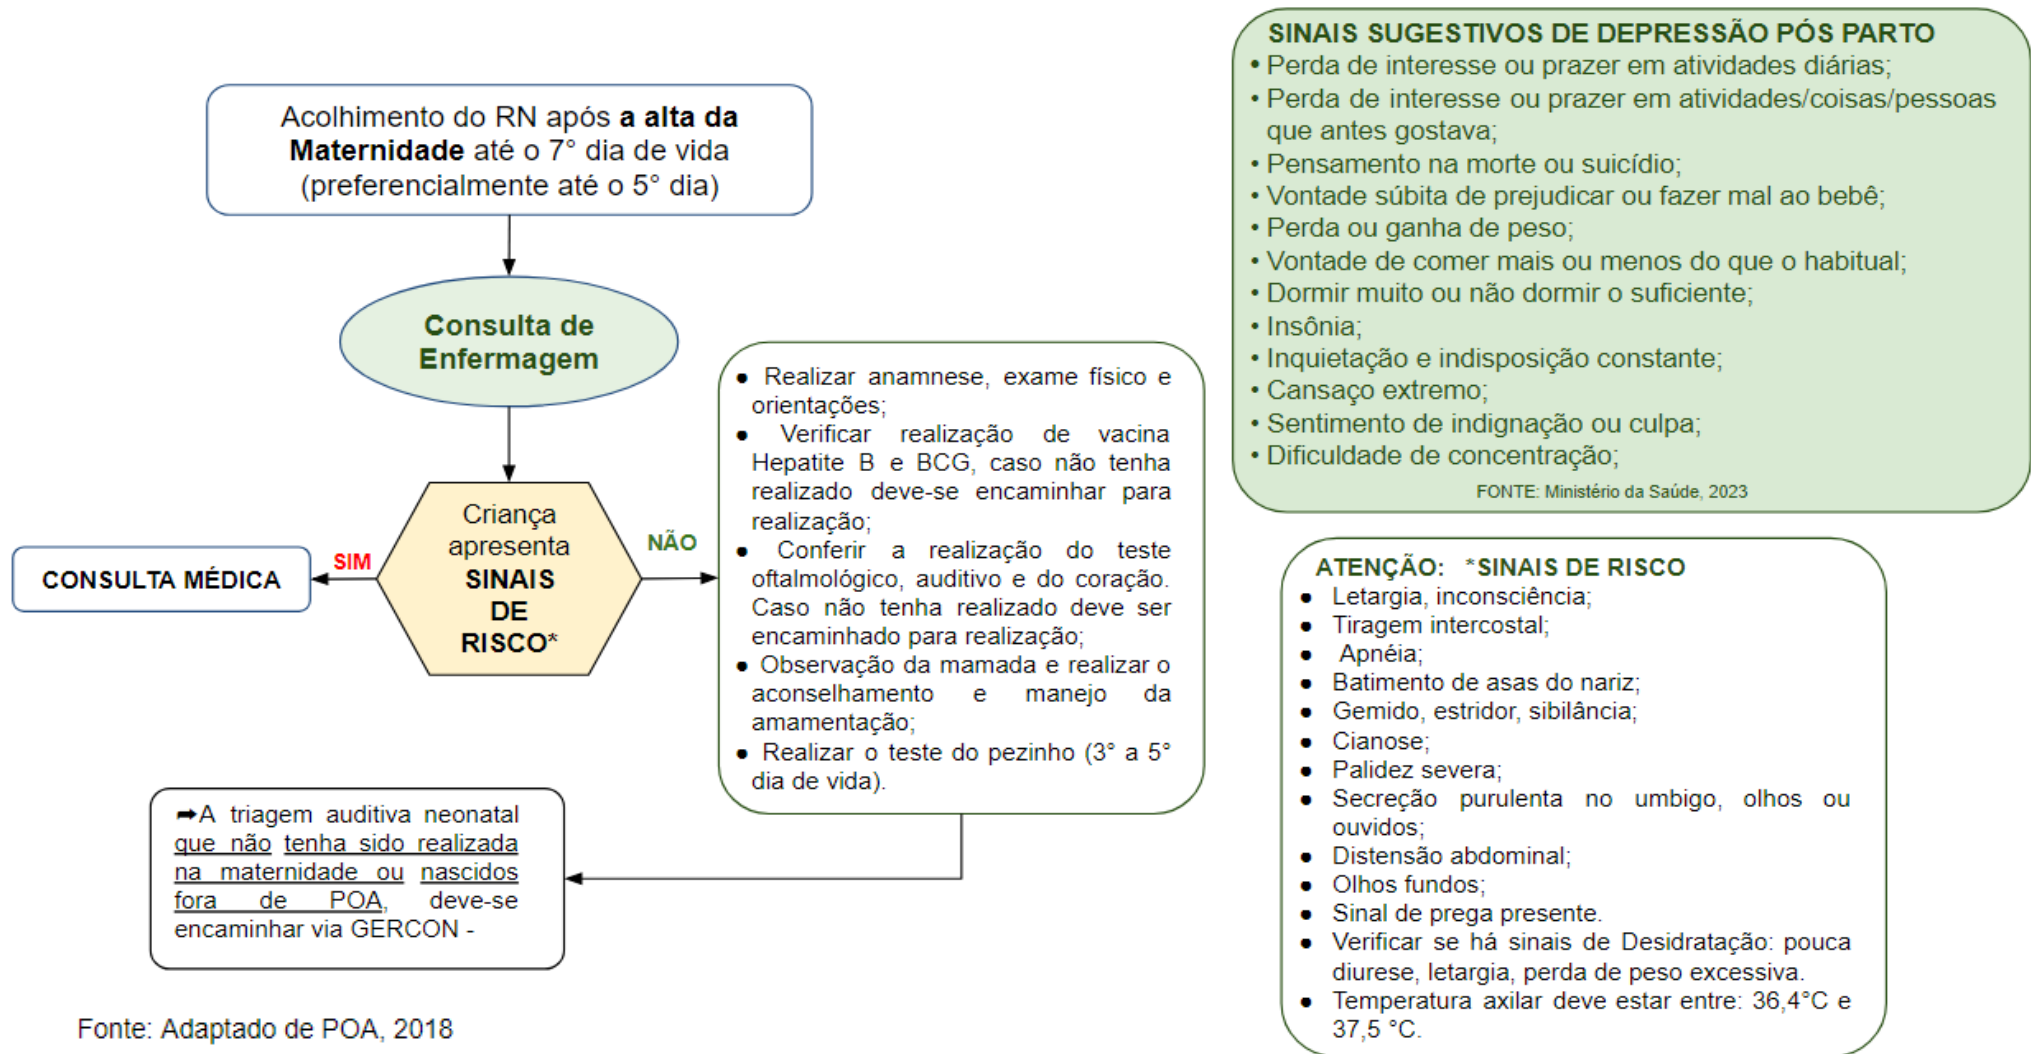 Acolhimento do RN após a alta da
Maternidade até o 7° dia de vida
(preferencialmente até o 5° dia)
Consulta de
Enfermagem
Criança
apresenta
SINAIS
DE
RISCO*
SIM
CONSULTA MÉDICA
NÃO
● Realizar anamnese, exame físico e
orientações;
● Verificar realização de vacina
Hepatite B e BCG, caso não tenha
realizado deve-se encaminhar para
realização;
● Conferir a realização do teste
oftalmológico, auditivo e do coração.
Caso não tenha realizado deve ser
encaminhado para realização;
● Observação da mamada e realizar o
aconselhamento e manejo da
amamentação;
● Realizar o teste do pezinho (3° a 5°
dia de vida).
➡A triagem auditiva neonatal
que não tenha sido realizada
na maternidade ou nascidos
fora de POA, deve-se
encaminhar via GERCON -
Fonte: Adaptado de POA, 2018
SINAIS SUGESTIVOS DE DEPRESSÃO PÓS PARTO
• Perda de interesse ou prazer em atividades diárias;
• Perda de interesse ou prazer em atividades/coisas/pessoas
que antes gostava;
• Pensamento na morte ou suicídio;
• Vontade súbita de prejudicar ou fazer mal ao bebê;
• Perda ou ganha de peso;
• Vontade de comer mais ou menos do que o habitual;
• Dormir muito ou não dormir o suficiente;
• Insônia;
• Inquietação e indisposição constante;
• Cansaço extremo;
• Sentimento de indignação ou culpa;
• Dificuldade de concentração;
FONTE: Ministério da Saúde, 2023
ATENÇÃO: *SINAIS DE RISCO
● Letargia, inconsciência;
● Tiragem intercostal;
● Apnéia;
● Batimento de asas do nariz;
● Gemido, estridor, sibilância;
● Cianose;
● Palidez severa;
● Secreção purulenta no umbigo, olhos ou
ouvidos;
● Distensão abdominal;
● Olhos fundos;
● Sinal de prega presente.
● Verificar se há sinais de Desidratação: pouca
diurese, letargia, perda de peso excessiva.
● Temperatura axilar deve estar entre: 36,4°C e
37,5 °C.